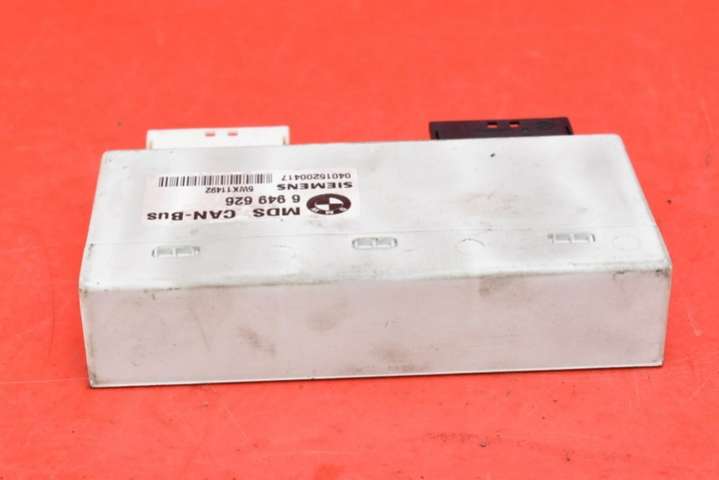 MDS CAN-Bus
6 949 626
SIEMENS 5WK11492
04015200417